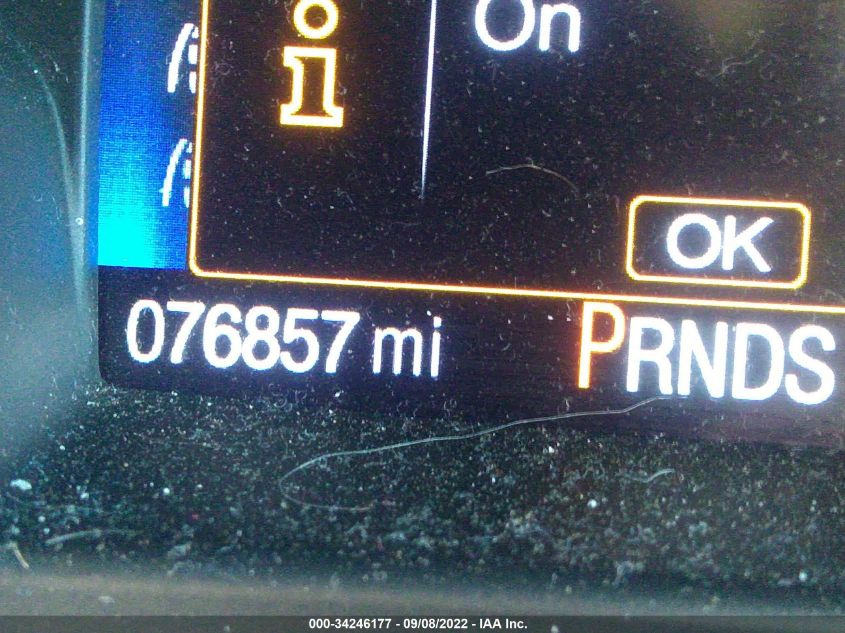 On
OK
076857 mi
PRNDS
000-34246177 - 09/08/2022 - IAA Inc.